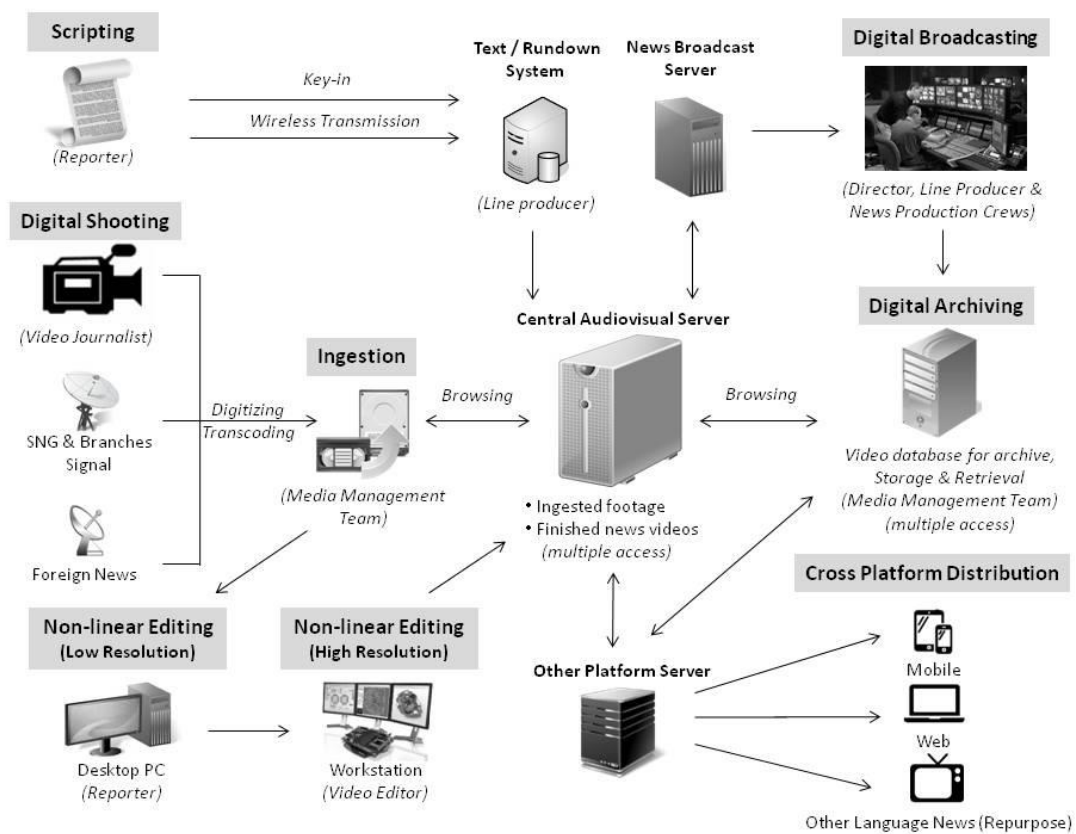 Scripting
(Reporter)
Key-in
Wireless Transmission
Text / Rundown
System
(Line producer)
News Broadcast
Server
Digital Broadcasting
(Director, Line Producer &
News Production Crews)
Digital Shooting
(Video Journalist)
SNG & Branches
Signal
Foreign News
Digitizing
Transcoding
Ingestion
(Media Management
Team)
Browsing
Central Audiovisual Server
• Ingested footage
• Finished news videos
(multiple access)
Browsing
Digital Archiving
Video database for archive,
Storage & Retrieval
(Media Management Team)
(multiple access)
Non-linear Editing
(Low Resolution)
Desktop PC
(Reporter)
Non-linear Editing
(High Resolution)
Workstation
(Video Editor)
Other Platform Server
Cross Platform Distribution
Mobile
Web
Other Language News (Repurpose)